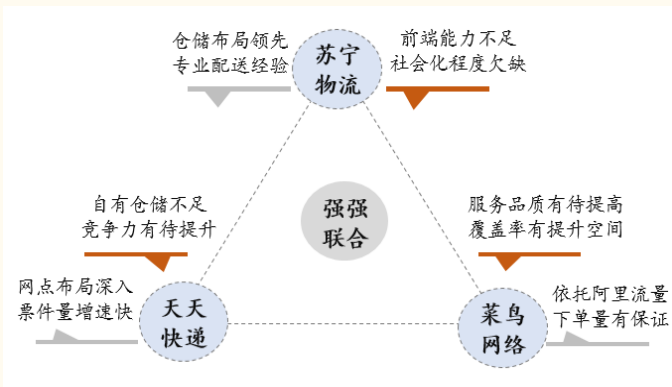 仓储布局领先
专业配送经验
苏宁
物流
前端能力不足
社会化程度欠缺
自有仓储不足
竞争力有待提升
强强
联合
服务品质有待提高
覆盖率有提升空间
网点布局深入
票件量增速快
天天
快递
菜鸟
网络
依托阿里流量
下单量有保证